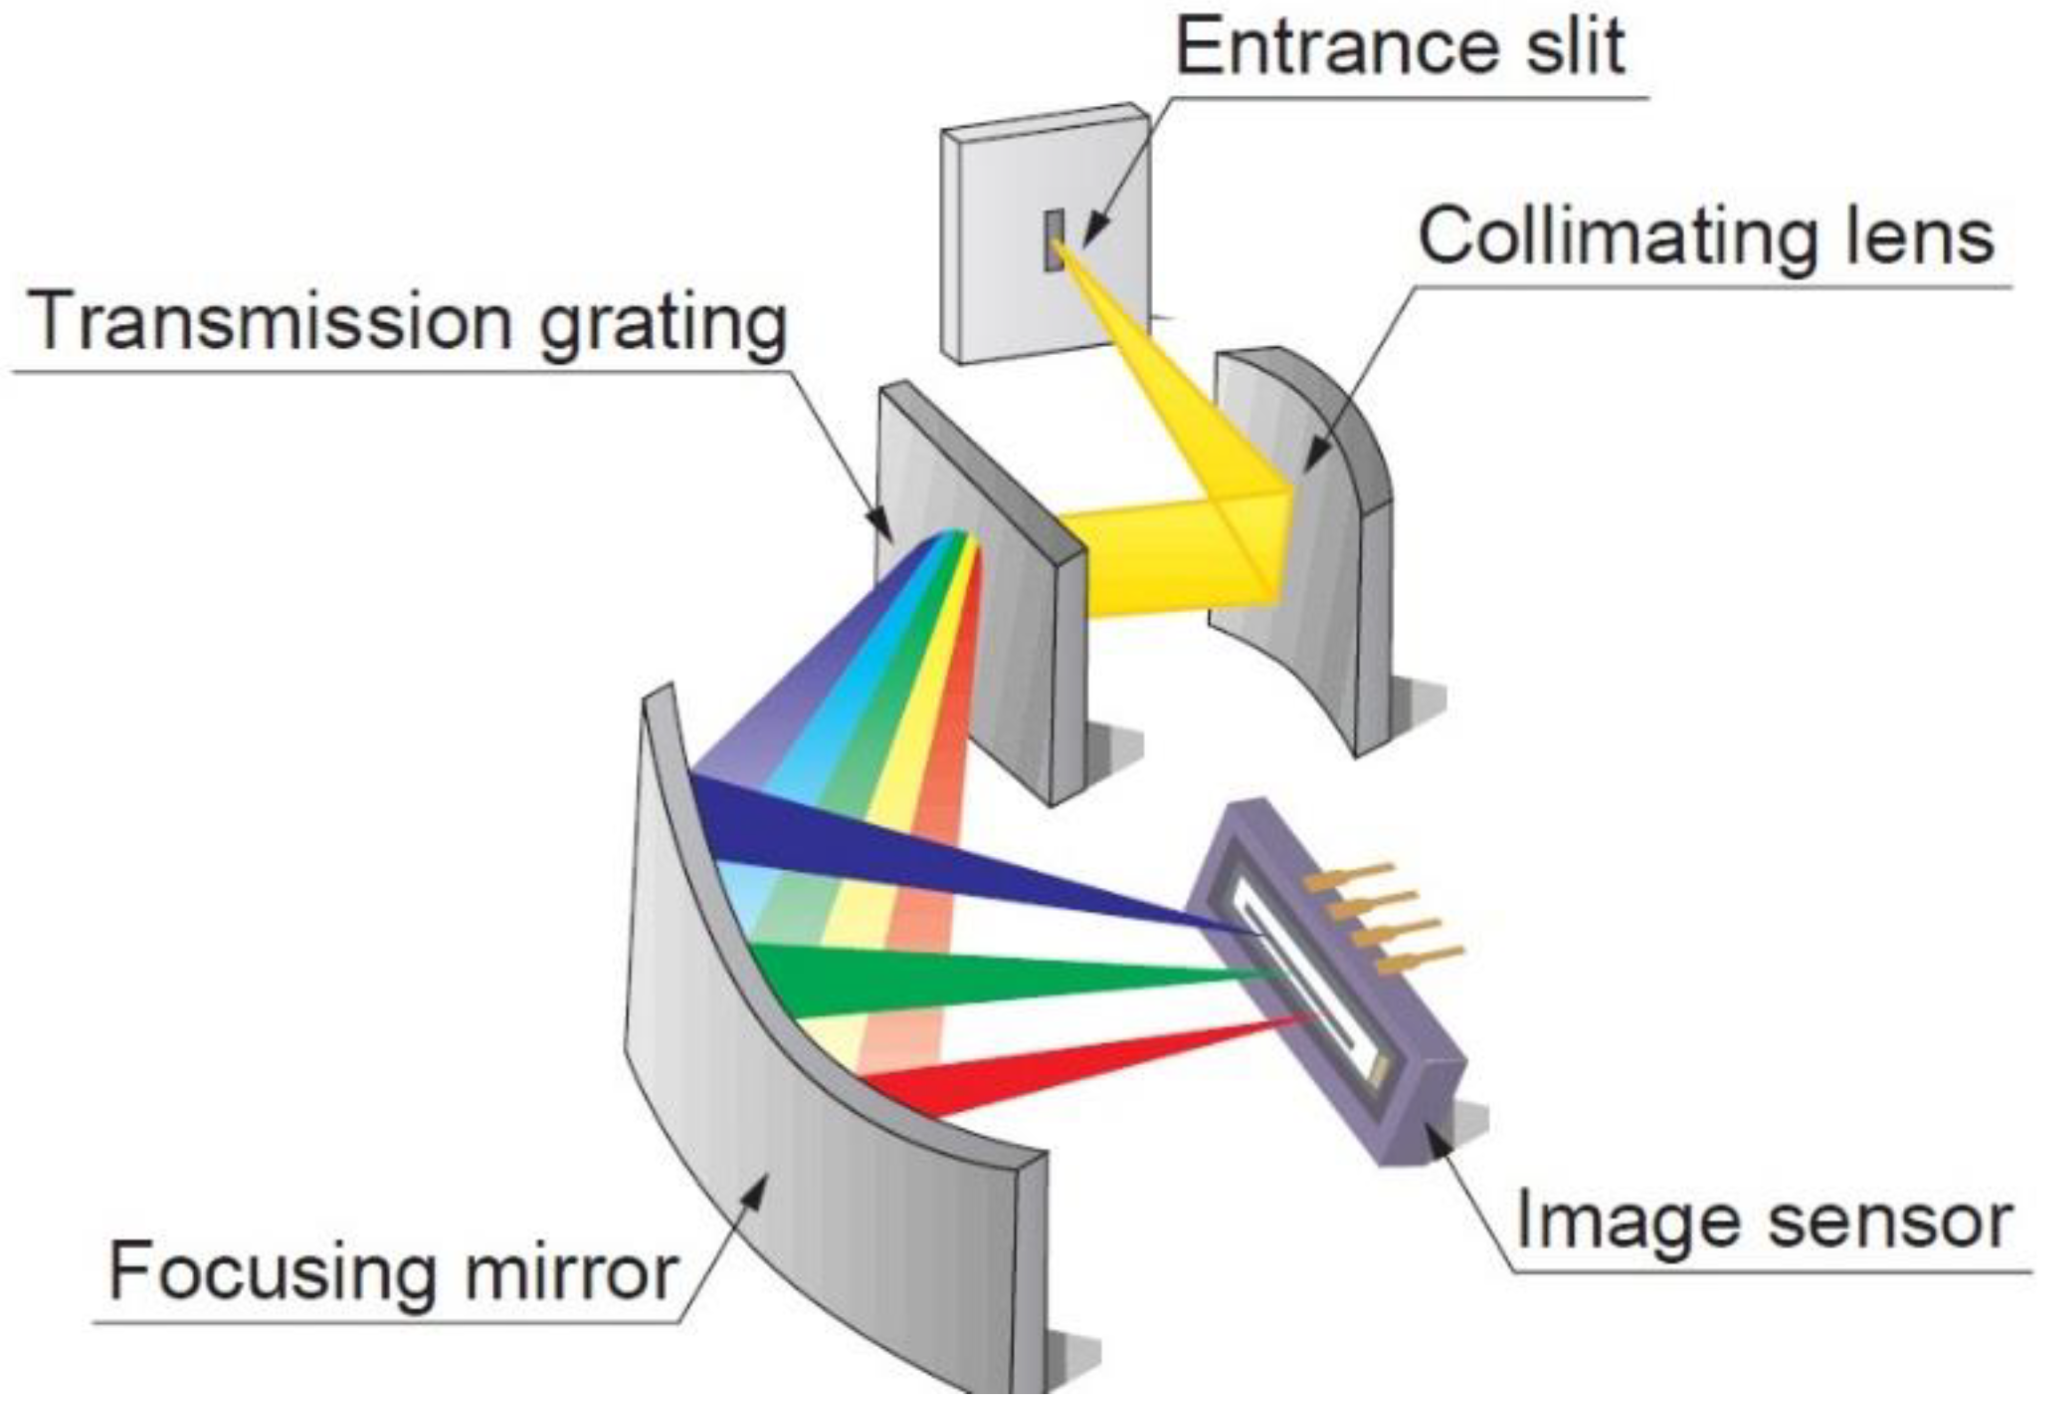 Entrance slit
Collimating lens
Transmission grating
Focusing mirror
Image sensor